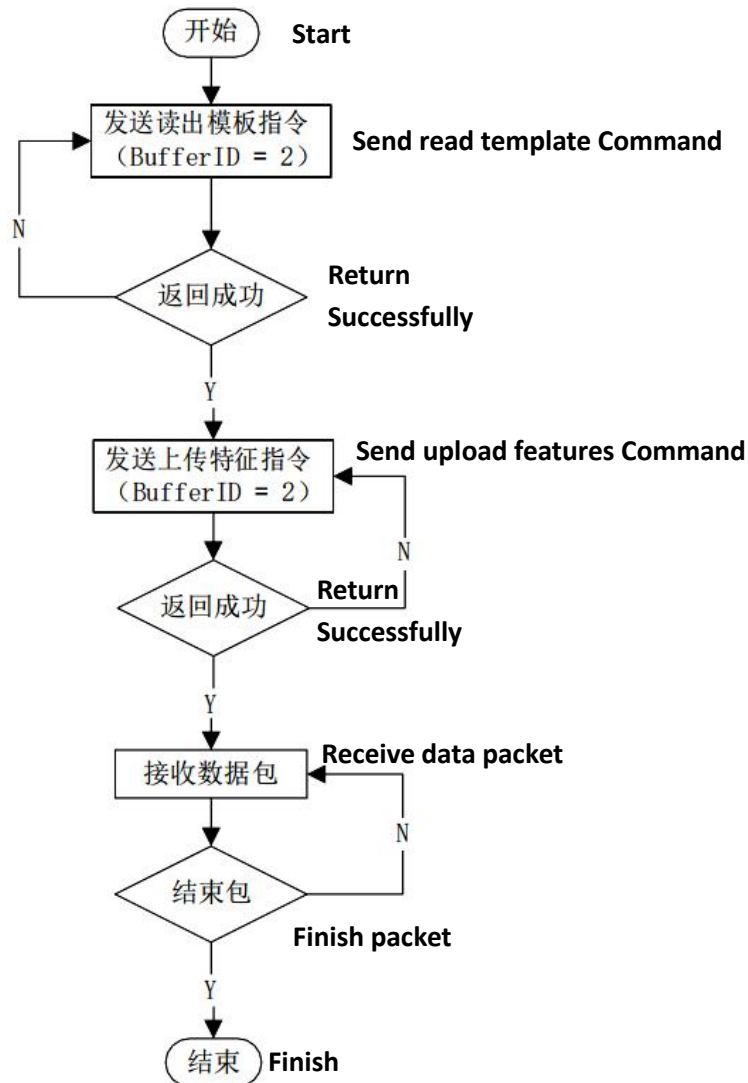 开始
Start
发送读出模板指令
（BufferID = 2）
Send read template Command
N
返回成功
Return
Successfully
Y
发送上传特征指令
（BufferID = 2）
Send upload features Command
N
返回成功
Return
Successfully
Y
接收数据包
Receive data packet
N
结束包
Finish packet
Y
结束
Finish